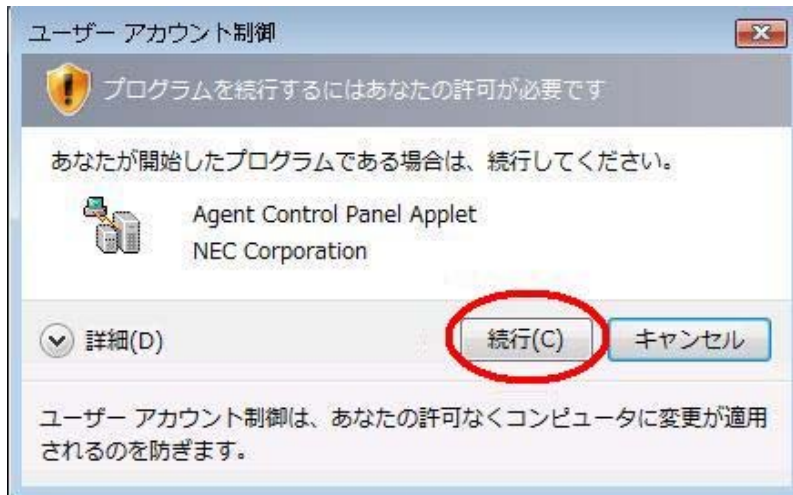 ユーザー アカウント制御
プログラムを続行するにはあなたの許可が必要です
あなたが開始したプログラムである場合は、続行してください。
Agent Control Panel Applet
NEC Corporation
詳細(D)
続行(C)
キャンセル
ユーザー アカウント制御は、あなたの許可なくコンピュータに変更が適用
されるのを防ぎます。